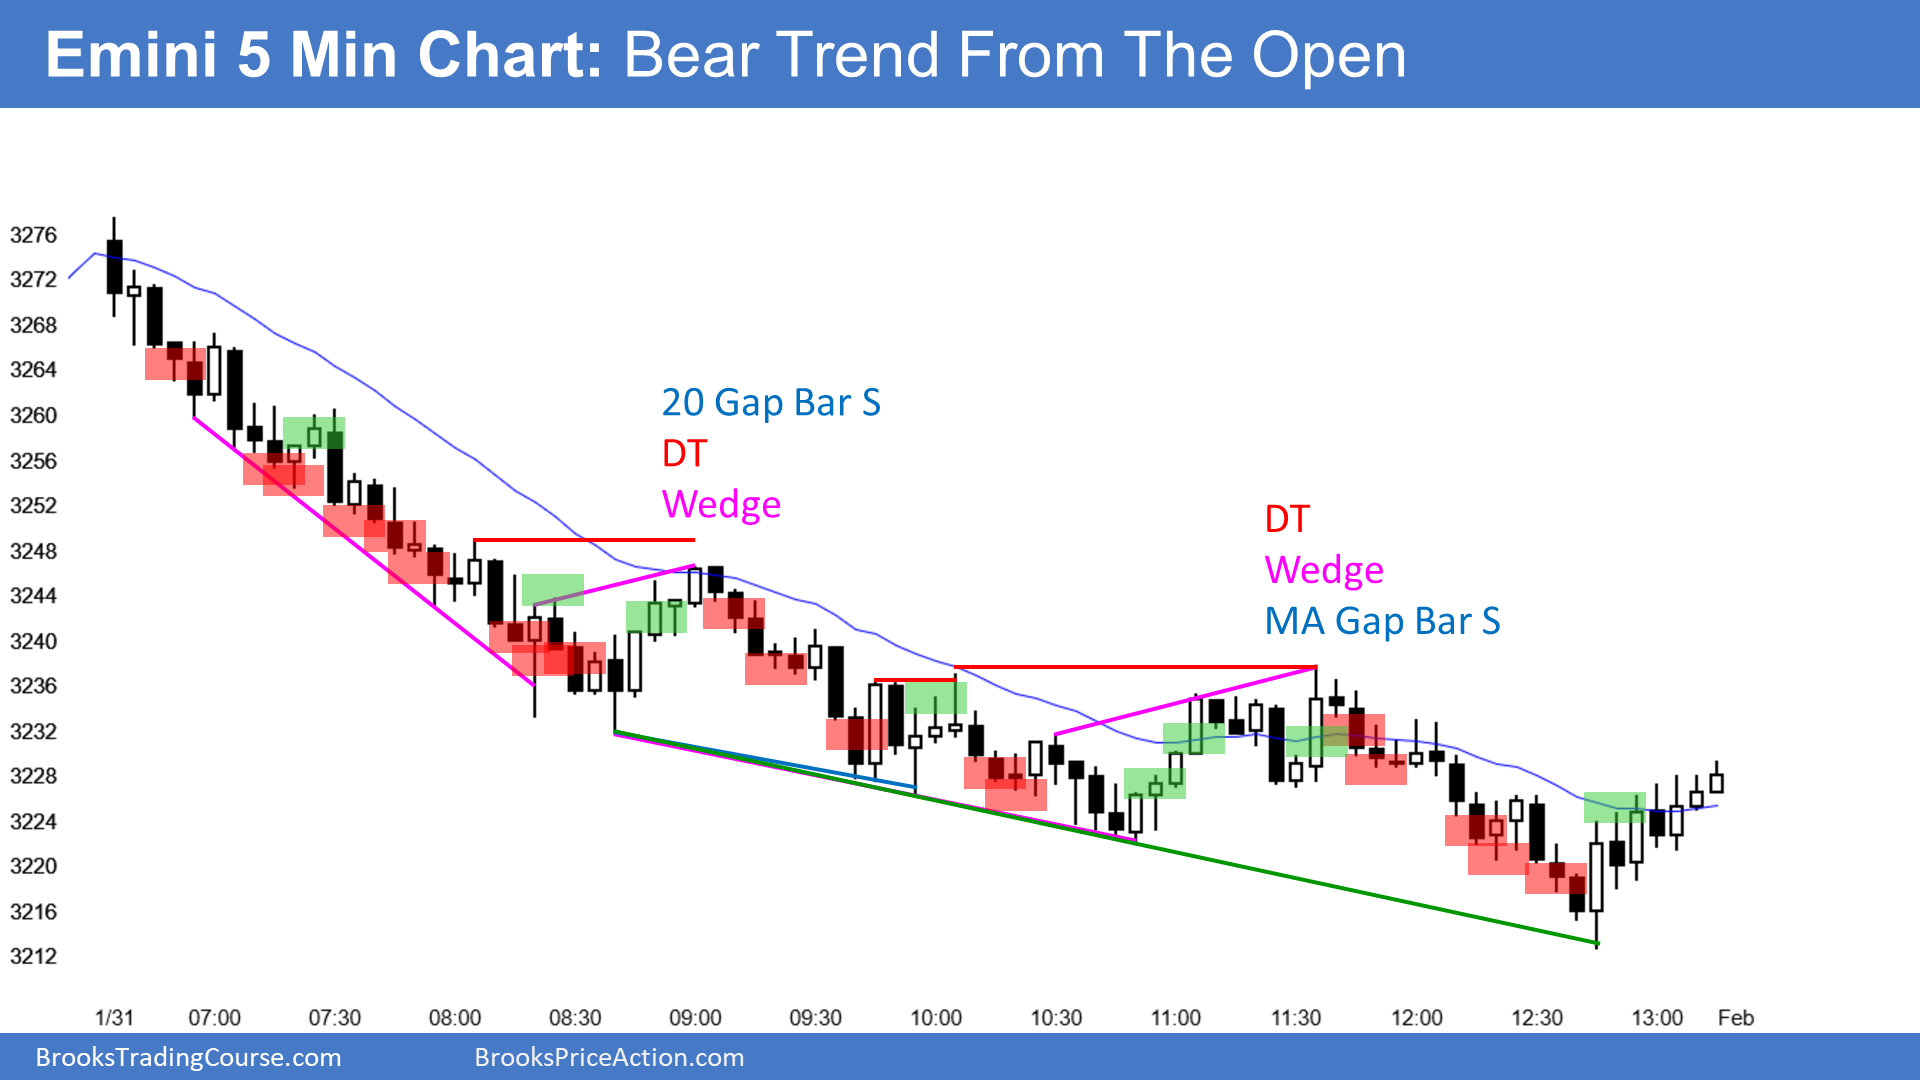 Emini 5 Min Chart: Bear Trend From The Open
3276
3272
3268
3264
3260
3256
3252
3248
3244
3240
3236
3232
3228
3224
3220
3216
3212
20 Gap Bar S
DT
Wedge
DT
Wedge
MA Gap Bar S
1/31 07:00 07:30 08:00 08:30 09:00 09:30 10:00 10:30 11:00 11:30 12:00 12:30 13:00 Feb
BrooksTradingCourse.com BrooksPriceAction.com